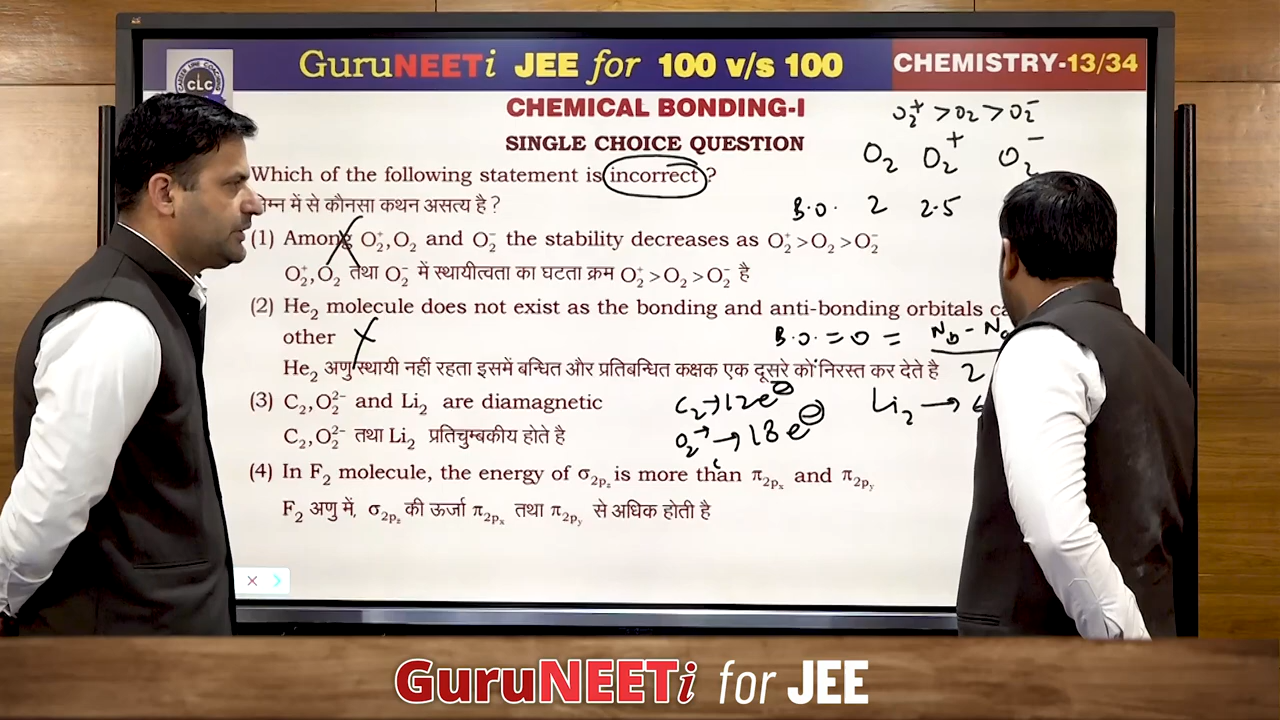 GuruNEETi JEE for 100 v/s 100 CHEMISTRY-13/34
CLC
CHEMICAL BONDING-I
O₂⁺ > O₂ > O₂⁻
SINGLE CHOICE QUESTION
O₂ O₂⁺ O₂⁻
Which of the following statement is incorrect ?
में से कौनसा कथन असत्य है ?
B.O. 2 2.5
(1) Among O₂⁺, O₂ and O₂⁻ the stability decreases as O₂⁺ > O₂ > O₂⁻
O₂⁺, O₂ तथा O₂⁻ में स्थायीत्वता का घटता क्रम O₂⁺ > O₂ > O₂⁻ है
(2) He₂ molecule does not exist as the bonding and anti-bonding orbitals
other
B.O. = 0 =
He₂ अणु स्थायी नहीं रहता इसमें बन्धित और प्रतिबन्धित कक्षक एक दूसरे को निरस्त कर देते है
2
(3) C₂, O₂²⁻ and Li₂ are diamagnetic
C₂ → 12e⊖ Li₂ →
C₂, O₂²⁻ तथा Li₂ प्रतिचुम्बकीय होते है
→ 18e⊖
(4) In F₂ molecule, the energy of σ2p_z is more than π2pₓ and π2p_y
F₂ अणु में, σ2p_z की ऊर्जा π2pₓ तथा π2p_y से अधिक होती है
GuruNEETi for JEE